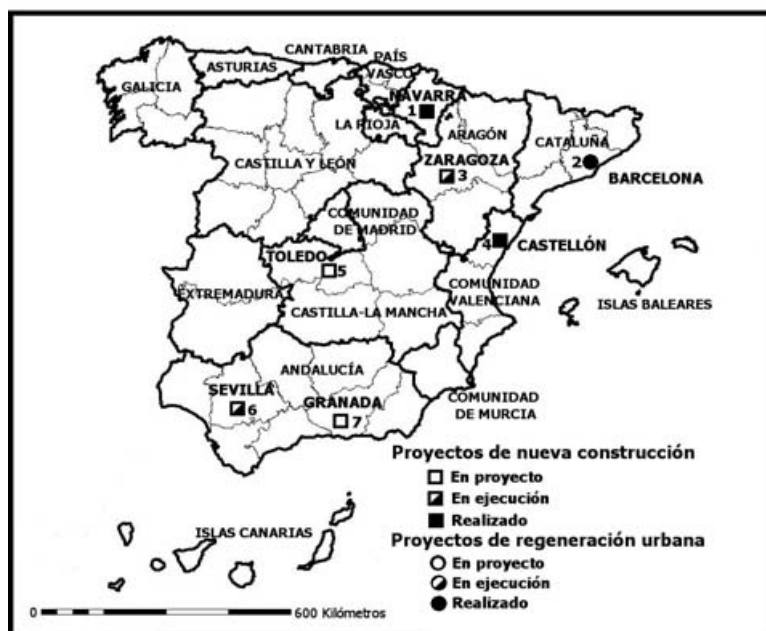 CANTABRIA
PAÍS
VASCO
ASTURIAS
GALICIA
NAVARRA
1
LA RIOJA
ARAGÓN
CATALUÑA
2
BARCELONA
ZARAGOZA
3
CASTILLA Y LEÓN
COMUNIDAD
DE MADRID
4
CASTELLÓN
TOLEDO
5
EXTREMADURA
COMUNIDAD
VALENCIANA
ISLAS BALEARES
CASTILLA-LA MANCHA
ANDALUCÍA
SEVILLA
6
GRANADA
7
COMUNIDAD
DE MURCIA
Proyectos de nueva construcción
En proyecto
En ejecución
Realizado
Proyectos de regeneración urbana
En proyecto
En ejecución
Realizado
ISLAS CANARIAS
0 600 Kilómetros